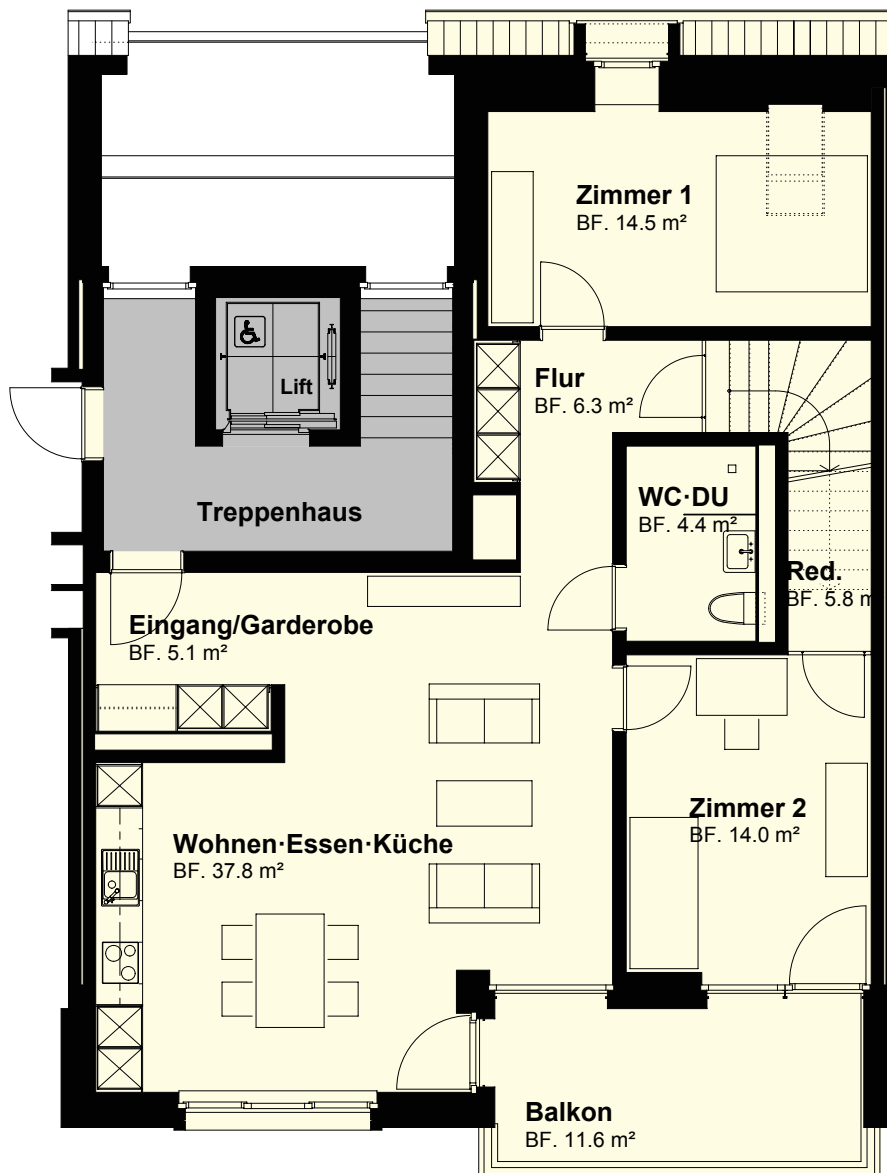 Zimmer 1
BF. 14.5 m²
Lift
Flur
BF. 6.3 m²
Treppenhaus
WC·DU
BF. 4.4 m²
Red.
BF. 5.8 m
Eingang/Garderobe
BF. 5.1 m²
Zimmer 2
BF. 14.0 m²
Wohnen·Essen·Küche
BF. 37.8 m²
Balkon
BF. 11.6 m²